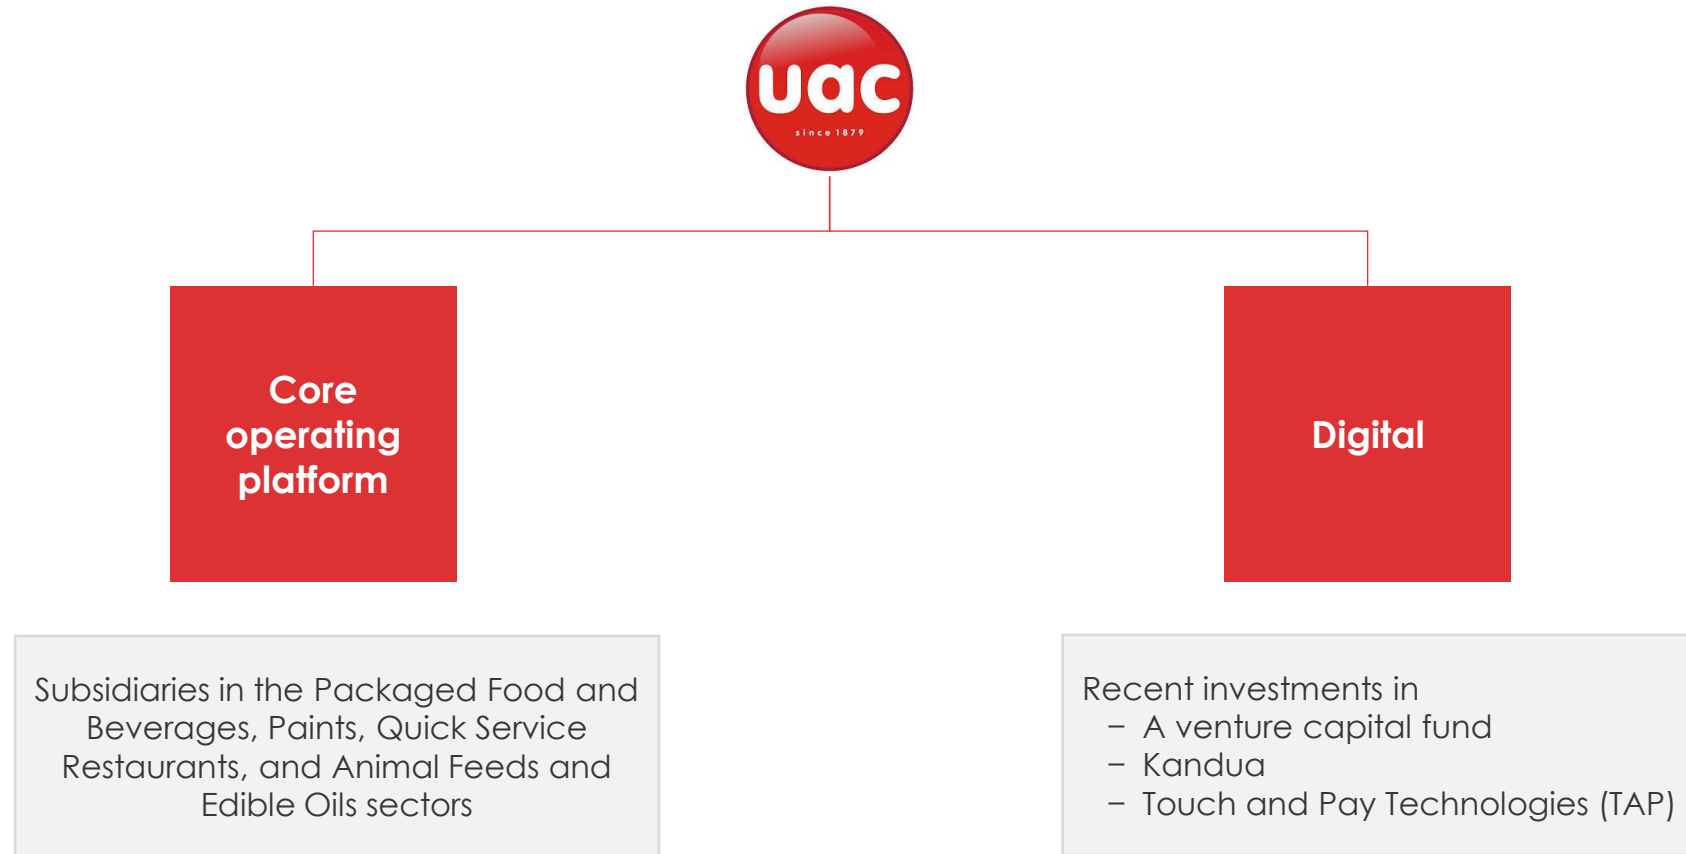 uac
since 1879
Core
operating
platform
Digital
Subsidiaries in the Packaged Food and
Beverages, Paints, Quick Service
Restaurants, and Animal Feeds and
Edible Oils sectors
Recent investments in
− A venture capital fund
− Kandua
− Touch and Pay Technologies (TAP)